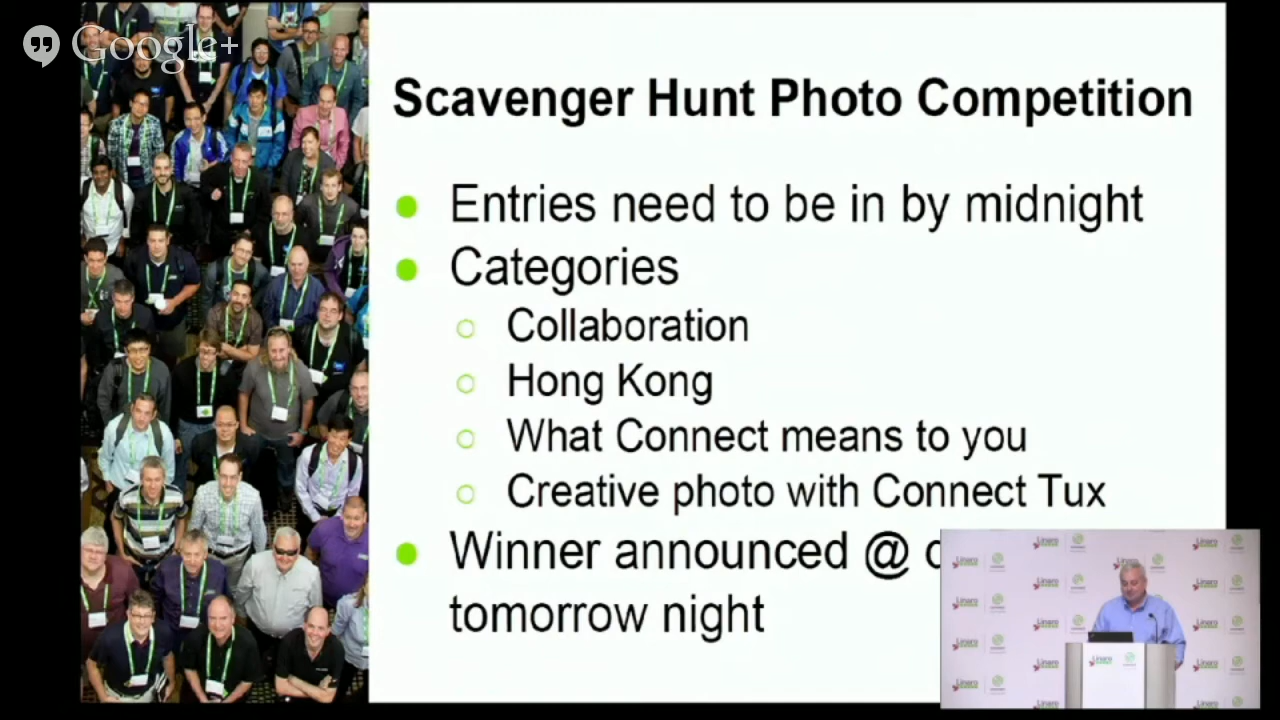 Google+
Scavenger Hunt Photo Competition
Entries need to be in by midnight
Categories
Collaboration
Hong Kong
What Connect means to you
Creative photo with Connect Tux
Winner announced @
tomorrow night
Linaro